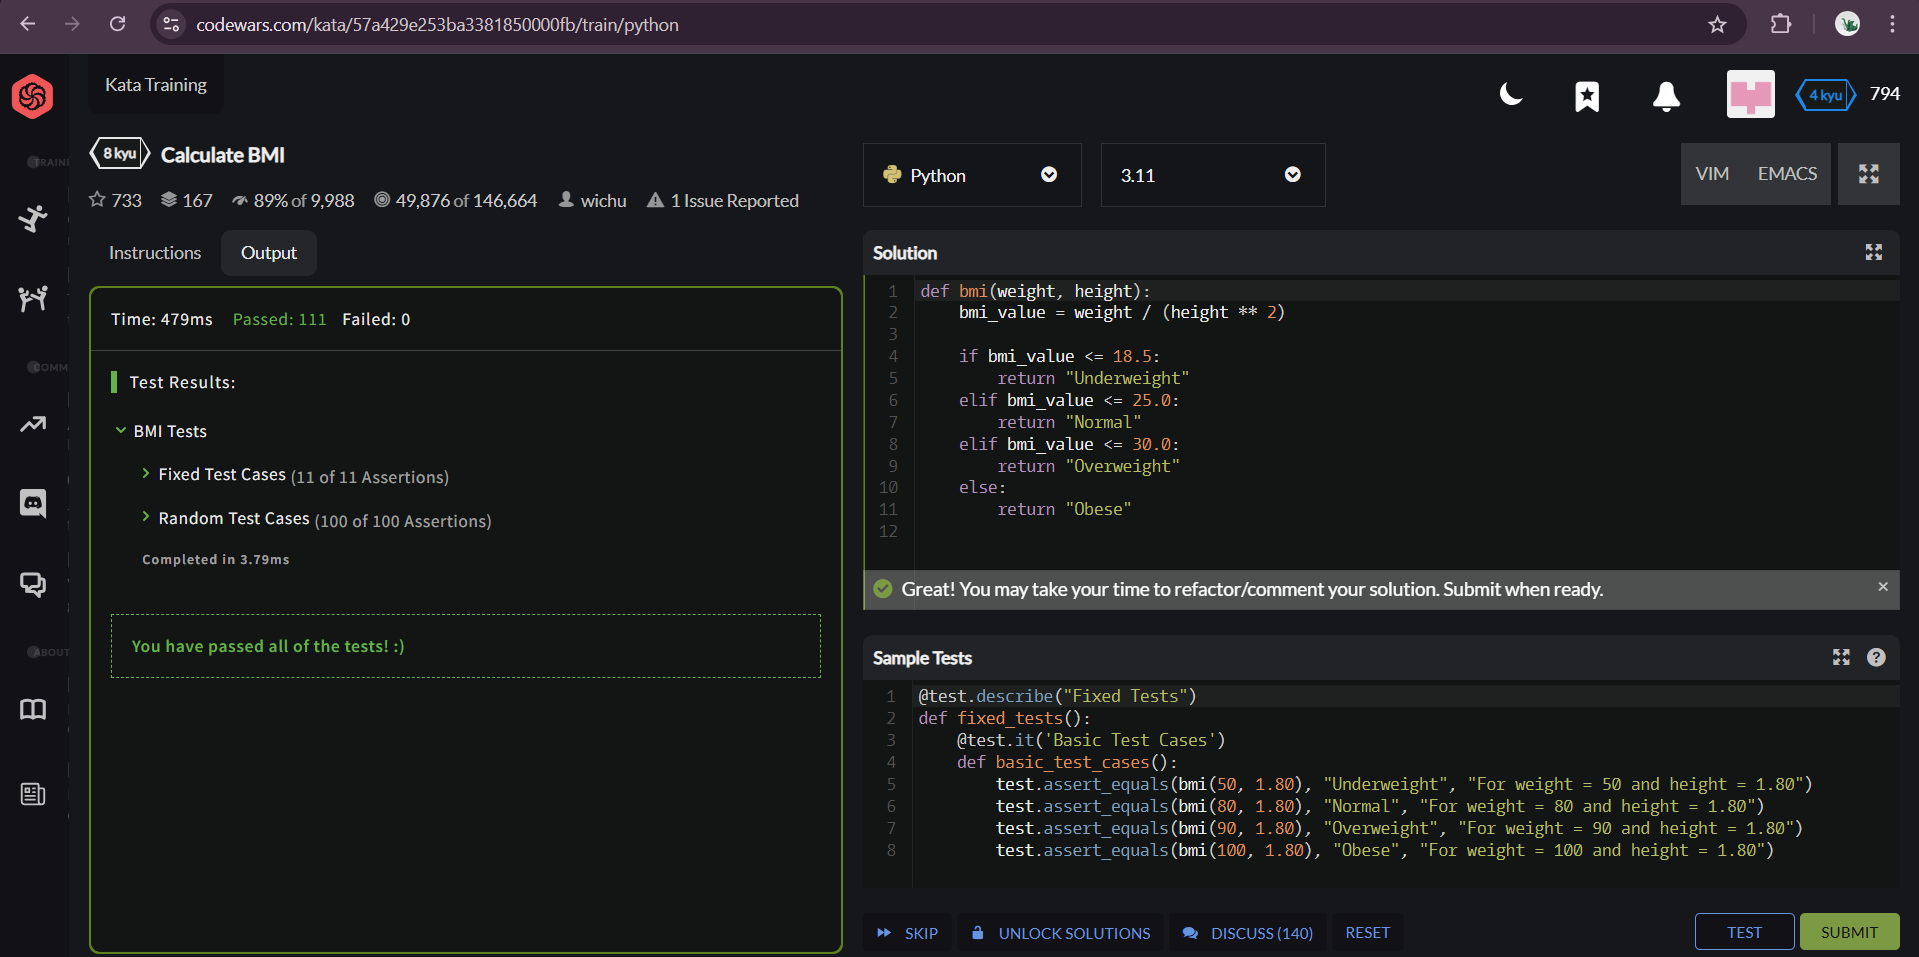 codewars.com/kata/57a429e253ba3381850000fb/train/python
Kata Training
4 kyu 794
8 kyu Calculate BMI
733 167 89% of 9,988 49,876 of 146,664 wichu 1 Issue Reported
Python
3.11
VIM EMACS
Instructions Output
Time: 479ms Passed: 111 Failed: 0
Test Results:
BMI Tests
Fixed Test Cases (11 of 11 Assertions)
Random Test Cases (100 of 100 Assertions)
Completed in 3.79ms
You have passed all of the tests! :)
Solution
1 def bmi(weight, height):
2     bmi_value = weight / (height ** 2)
3
4     if bmi_value <= 18.5:
5         return "Underweight"
6     elif bmi_value <= 25.0:
7         return "Normal"
8     elif bmi_value <= 30.0:
9         return "Overweight"
10     else:
11         return "Obese"
12
Great! You may take your time to refactor/comment your solution. Submit when ready.
Sample Tests
1 @test.describe("Fixed Tests")
2 def fixed_tests():
3     @test.it('Basic Test Cases')
4     def basic_test_cases():
5         test.assert_equals(bmi(50, 1.80), "Underweight", "For weight = 50 and height = 1.80")
6         test.assert_equals(bmi(80, 1.80), "Normal", "For weight = 80 and height = 1.80")
7         test.assert_equals(bmi(90, 1.80), "Overweight", "For weight = 90 and height = 1.80")
8         test.assert_equals(bmi(100, 1.80), "Obese", "For weight = 100 and height = 1.80")
SKIP UNLOCK SOLUTIONS DISCUSS (140) RESET TEST SUBMIT
TRAINI
COMM
ABOUT